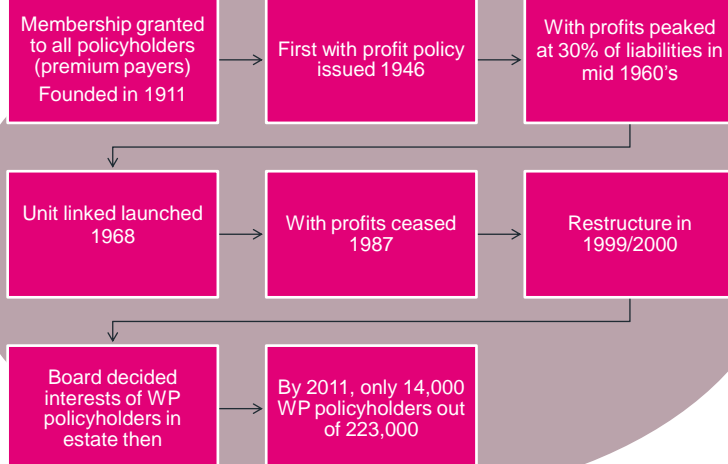 Membership granted
to all policyholders
(premium payers)
Founded in 1911
First with profit policy
issued 1946
With profits peaked
at 30% of liabilities in
mid 1960’s
Unit linked launched
1968
With profits ceased
1987
Restructure in
1999/2000
Board decided
interests of WP
policyholders in
estate then
By 2011, only 14,000
WP policyholders out
of 223,000